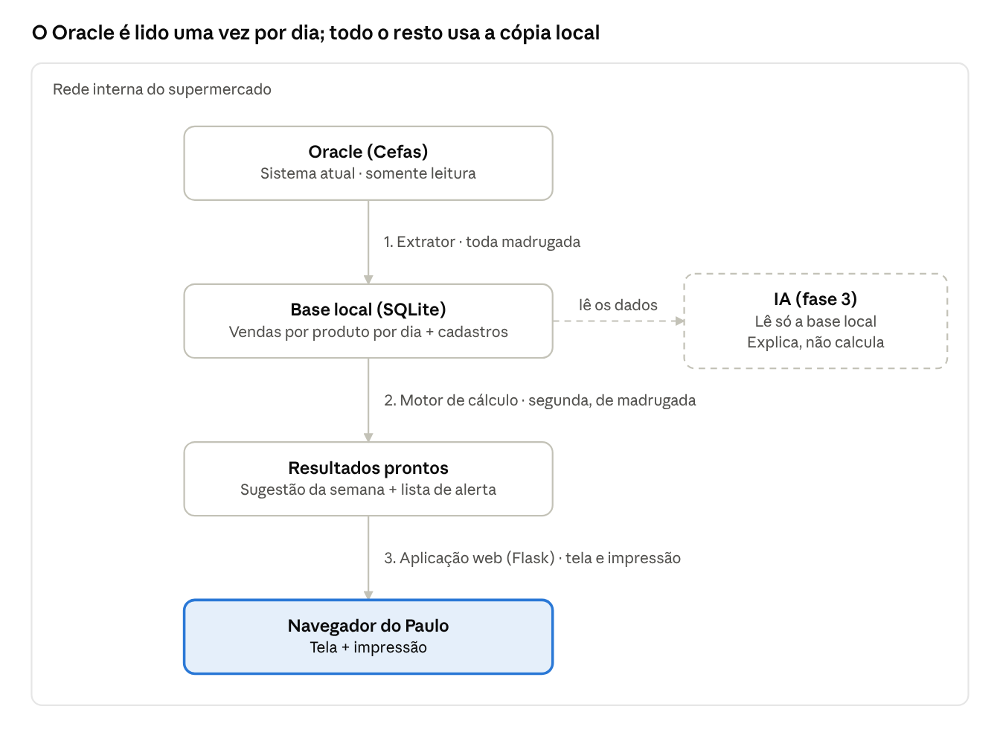 O Oracle é lido uma vez por dia; todo o resto usa a cópia local
Rede interna do supermercado
Oracle (Cefas)
Sistema atual · somente leitura
1. Extrator · toda madrugada
Base local (SQLite)
Vendas por produto por dia + cadastros
lê os dados
IA (fase 3)
Lê só a base local
Explica, não calcula
2. Motor de cálculo · segunda, de madrugada
Resultados prontos
Sugestão da semana + lista de alerta
3. Aplicação web (Flask) · tela e impressão
Navegador do Paulo
Tela + impressão